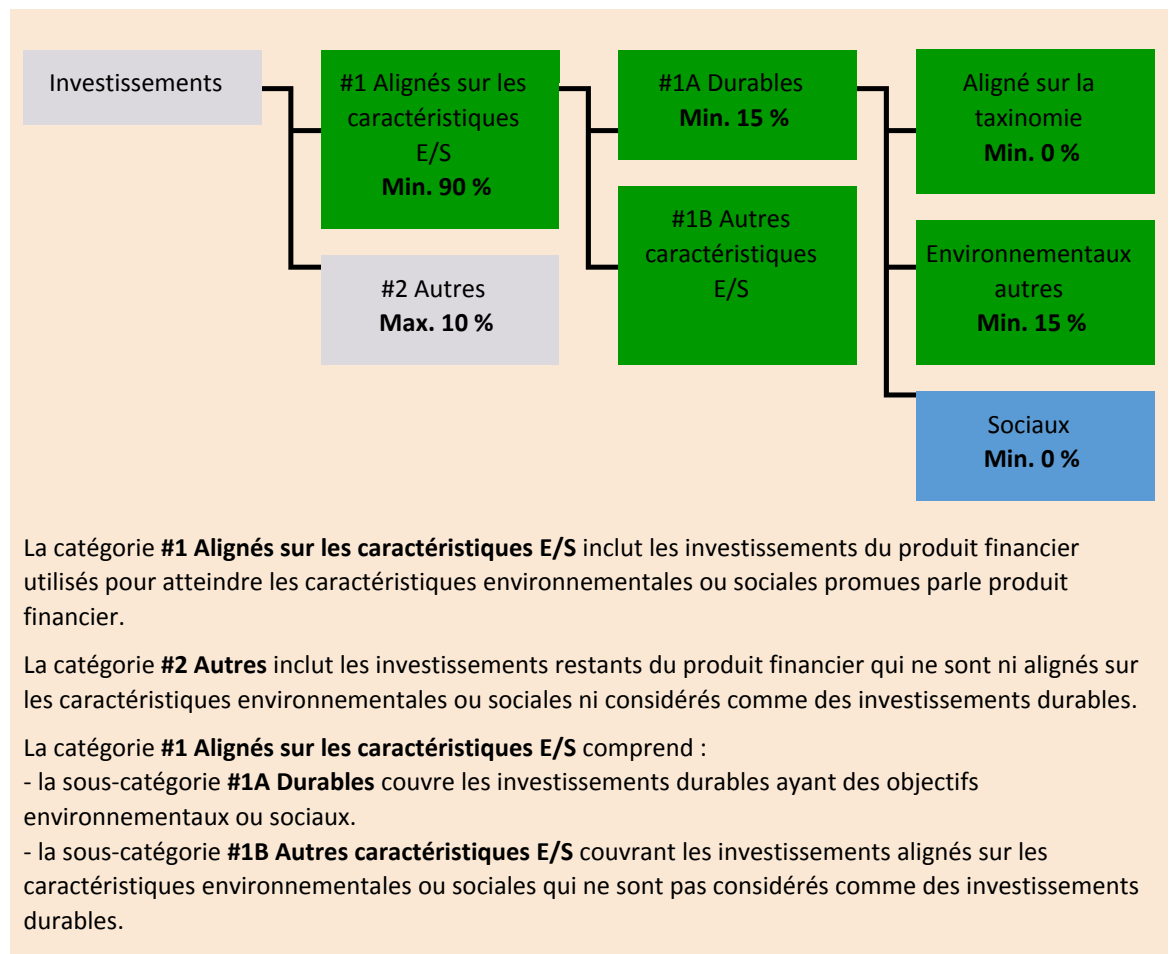 Investissements
#1 Alignés sur les
caractéristiques
E/S
Min. 90 %
#2 Autres
Max. 10 %
#1A Durables
Min. 15 %
#1B Autres
caractéristiques
E/S
Aligné sur la
taxinomie
Min. 0 %
Environnementaux
autres
Min. 15 %
Sociaux
Min. 0 %
La catégorie #1 Alignés sur les caractéristiques E/S inclut les investissements du produit financier
utilisés pour atteindre les caractéristiques environnementales ou sociales promues parle produit
financier.
La catégorie #2 Autres inclut les investissements restants du produit financier qui ne sont ni alignés sur
les caractéristiques environnementales ou sociales ni considérés comme des investissements durables.
La catégorie #1 Alignés sur les caractéristiques E/S comprend :
- la sous-catégorie #1A Durables couvre les investissements durables ayant des objectifs
environnementaux ou sociaux.
- la sous-catégorie #1B Autres caractéristiques E/S couvrant les investissements alignés sur les
caractéristiques environnementales ou sociales qui ne sont pas considérés comme des investissements
durables.